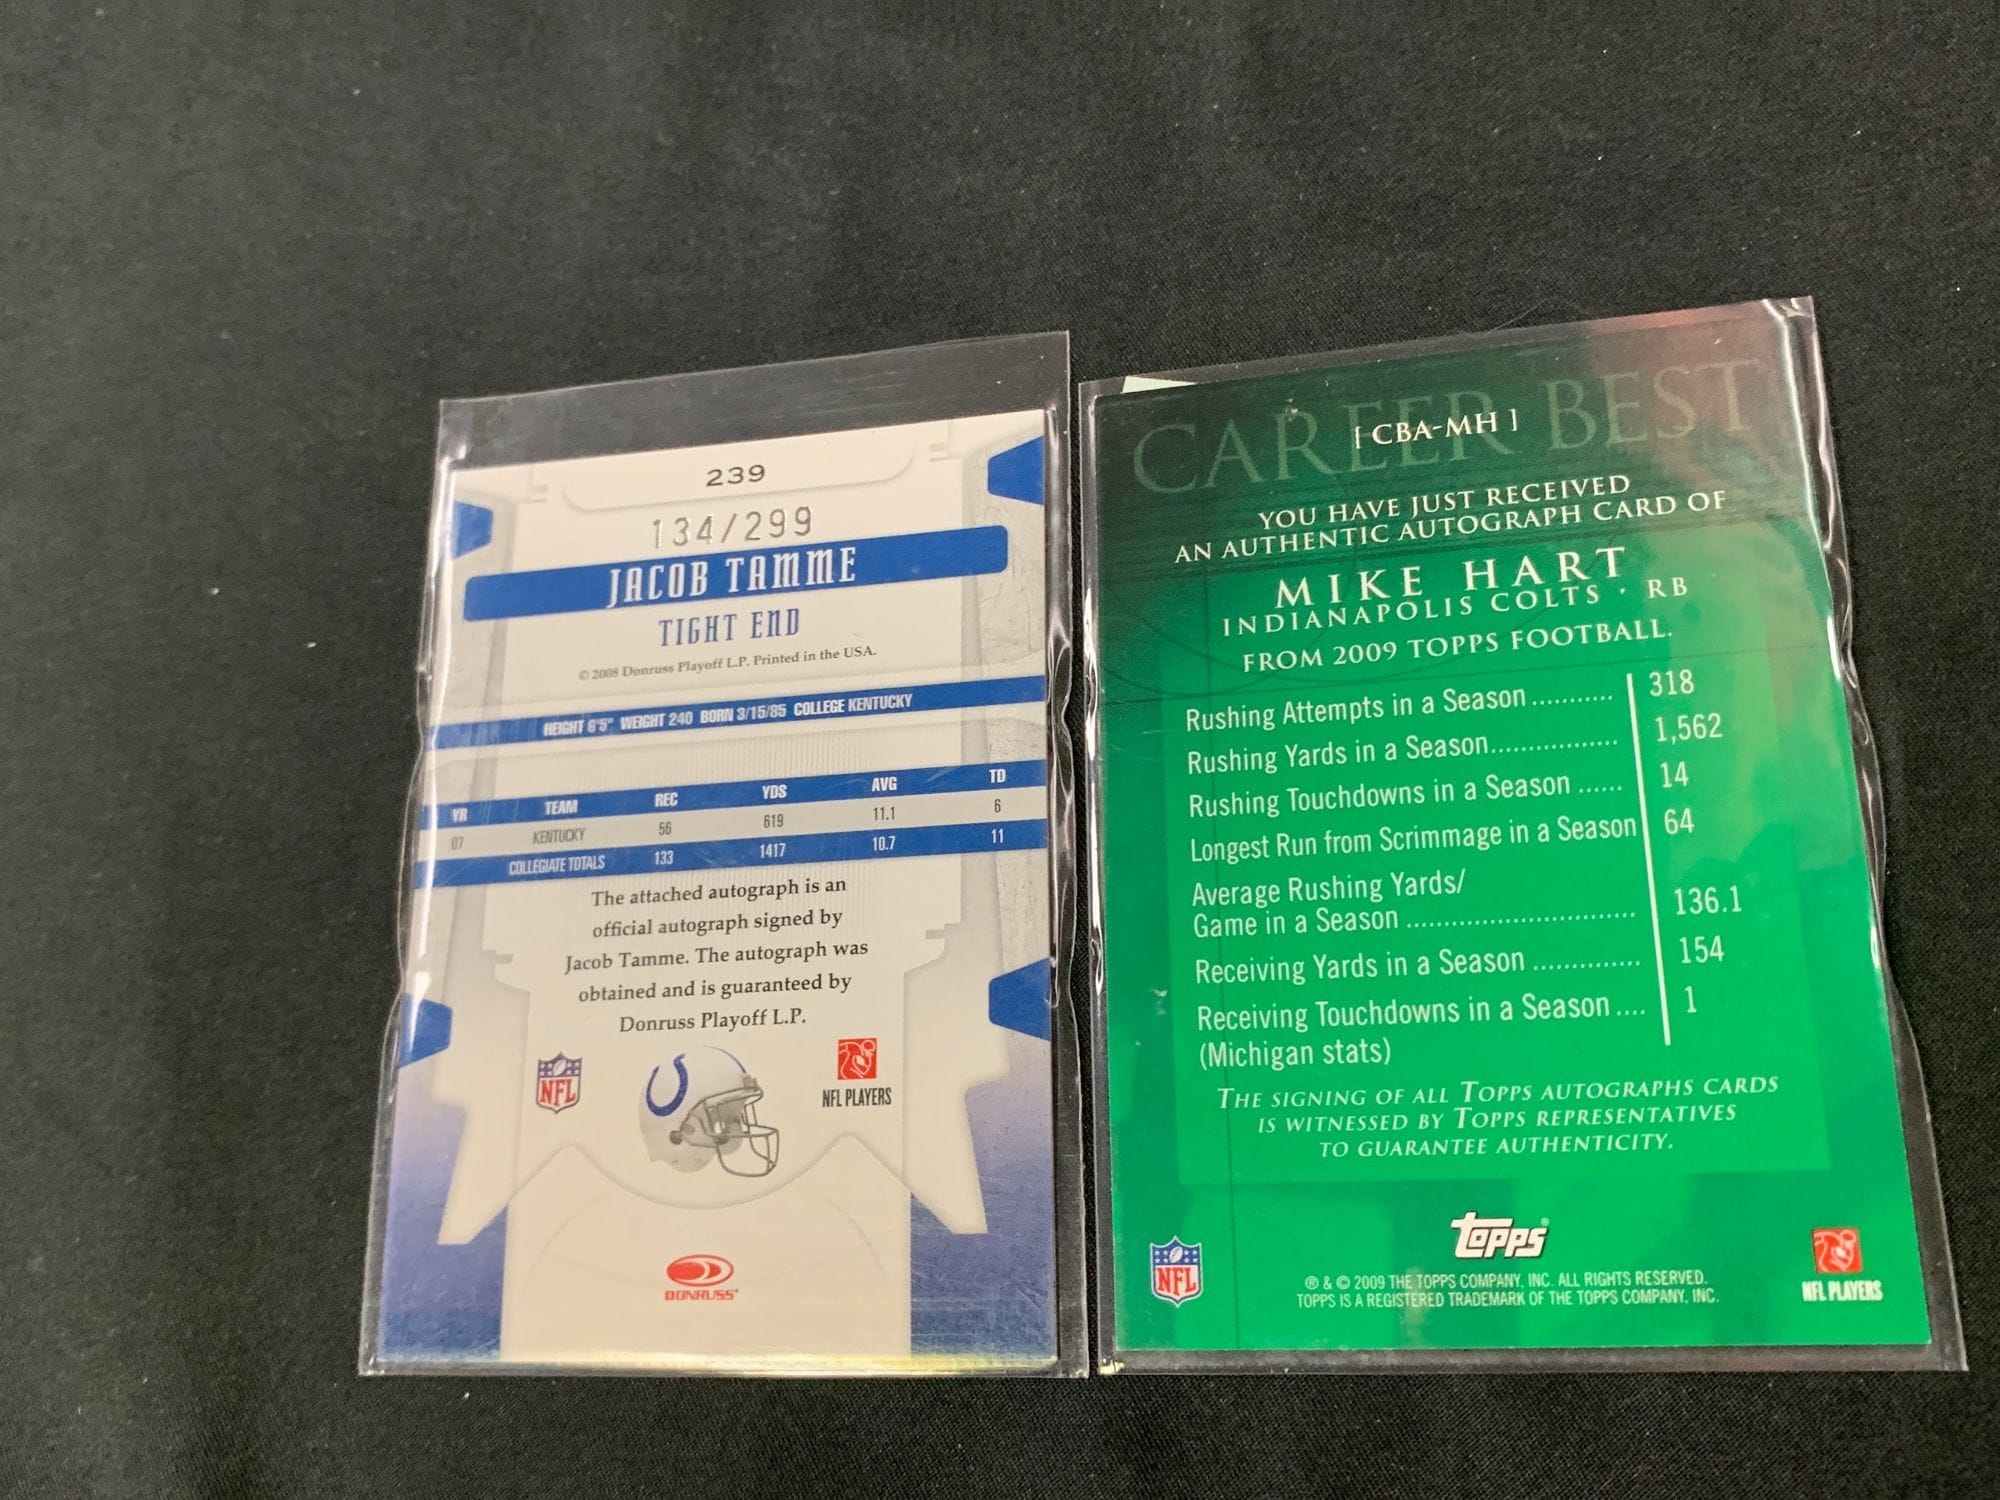 239
134/299
JACOB TAMME
TIGHT END
© 2008 Donruss Playoff L.P. Printed in the USA.
HEIGHT 6'5" WEIGHT 240 BORN 3/15/85 COLLEGE KENTUCKY
YR TEAM REC YDS AVG TD
07 KENTUCKY 56 619 11.1 6
COLLEGIATE TOTALS 133 1417 10.7 11
The attached autograph is an
official autograph signed by
Jacob Tamme. The autograph was
obtained and is guaranteed by
Donruss Playoff L.P.
NFL
NFL PLAYERS
DONRUSS
CAREER BEST
[ CBA-MH ]
YOU HAVE JUST RECEIVED
AN AUTHENTIC AUTOGRAPH CARD OF
MIKE HART
INDIANAPOLIS COLTS · RB
FROM 2009 TOPPS FOOTBALL.
Rushing Attempts in a Season ........... 318
Rushing Yards in a Season.................. 1,562
Rushing Touchdowns in a Season ...... 14
Longest Run from Scrimmage in a Season 64
Average Rushing Yards/
Game in a Season ............................... 136.1
Receiving Yards in a Season .............. 154
Receiving Touchdowns in a Season .... 1
(Michigan stats)
THE SIGNING OF ALL TOPPS AUTOGRAPHS CARDS
IS WITNESSED BY TOPPS REPRESENTATIVES
TO GUARANTEE AUTHENTICITY.
topps
NFL
® & © 2009 THE TOPPS COMPANY, INC. ALL RIGHTS RESERVED.
TOPPS IS A REGISTERED TRADEMARK OF THE TOPPS COMPANY, INC.
NFL PLAYERS